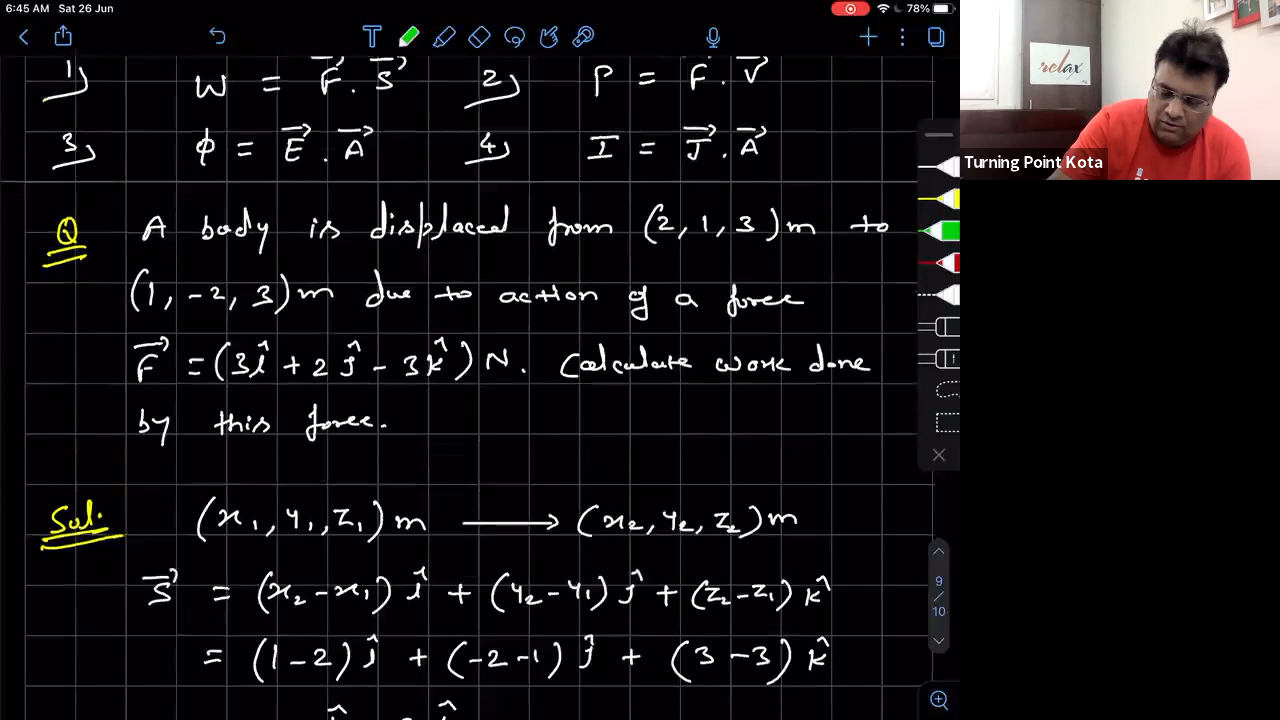 6:45 AM Sat 26 Jun 78%
relax
T
Turning Point Kota
1) W = F⃗ . S⃗ 2) P = F⃗ . V⃗
3) ϕ = E⃗ . A⃗ 4) I = J⃗ . A⃗
Q A body is displaced from (2, 1, 3)m to
(1, -2, 3)m due to action of a force
F⃗ = (3î + 2ĵ - 3k̂) N. Calculate work done
by this force.
Sol. (x₁, y₁, z₁)m ⟶ (x₂, y₂, z₂)m
S⃗ = (x₂ - x₁) î + (y₂ - y₁) ĵ + (z₂ - z₁) k̂
= (1 - 2) î + (-2 - 1) ĵ + (3 - 3) k̂
9 / 10